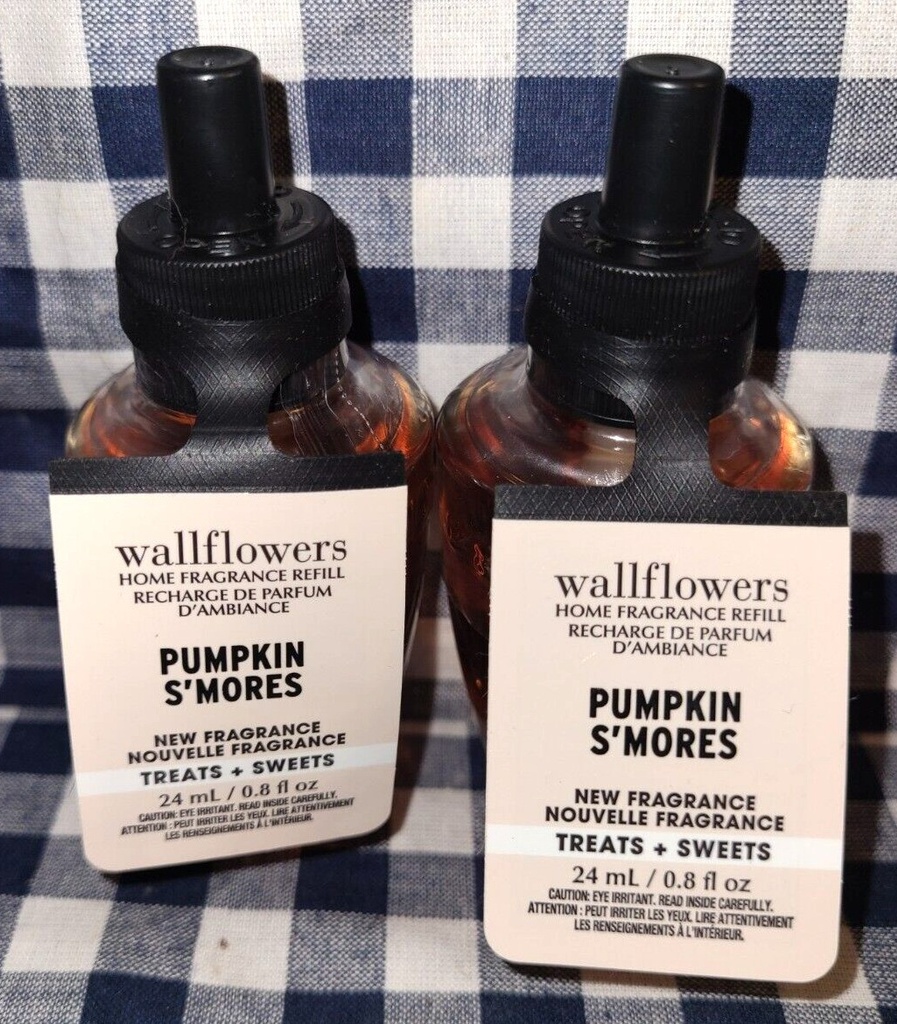 OPEN
wallflowers
HOME FRAGRANCE REFILL
RECHARGE DE PARFUM
D'AMBIANCE
PUMPKIN
S'MORES
NEW FRAGRANCE
NOUVELLE FRAGRANCE
TREATS + SWEETS
24 mL / 0.8 fl oz
CAUTION: EYE IRRITANT. READ INSIDE CAREFULLY.
ATTENTION : PEUT IRRITER LES YEUX. LIRE ATTENTIVEMENT
LES RENSEIGNEMENTS À L'INTÉRIEUR.
wallflowers
HOME FRAGRANCE REFILL
RECHARGE DE PARFUM
D'AMBIANCE
PUMPKIN
S'MORES
NEW FRAGRANCE
NOUVELLE FRAGRANCE
TREATS + SWEETS
24 mL / 0.8 fl oz
CAUTION: EYE IRRITANT. READ INSIDE CAREFULLY.
ATTENTION : PEUT IRRITER LES YEUX. LIRE ATTENTIVEMENT
LES RENSEIGNEMENTS À L'INTÉRIEUR.